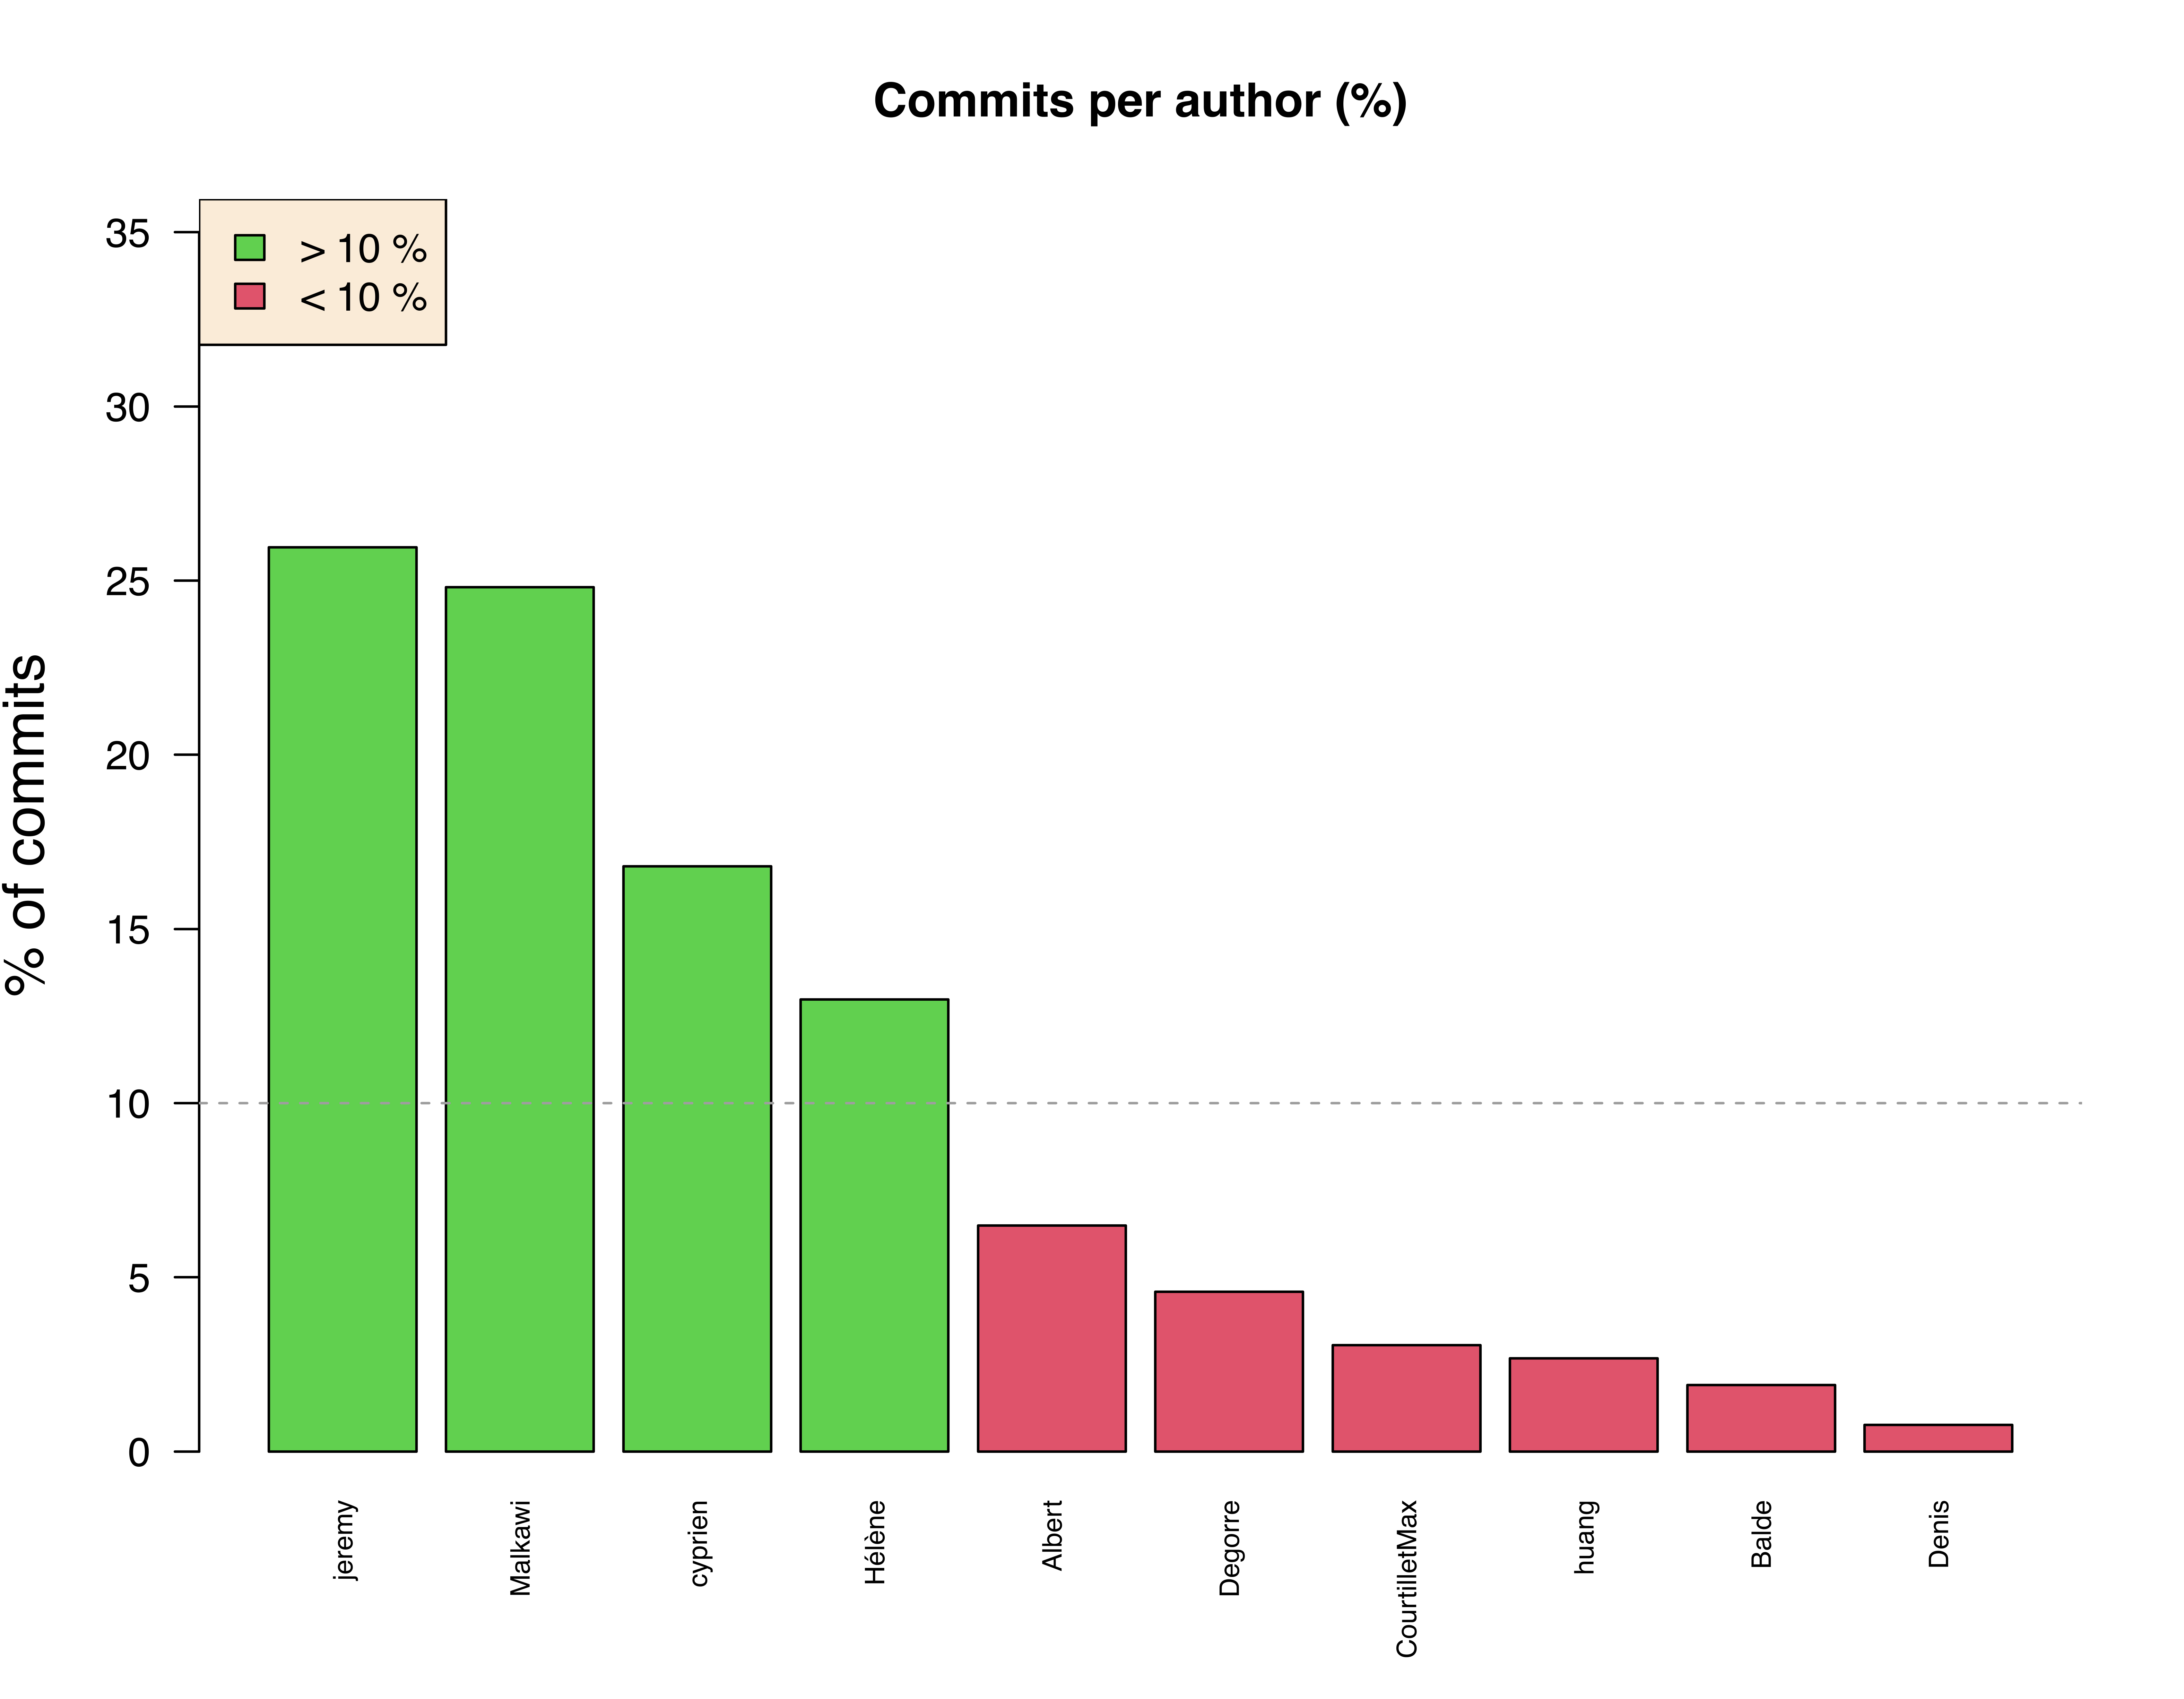 Commits per author (%)
> 10 %
< 10 %
35
30
25
20
15
10
5
0
% of commits
jeremy
Malkawi
cyprien
Hélène
Albert
Degorre
CourtilletMax
huang
Balde
Denis